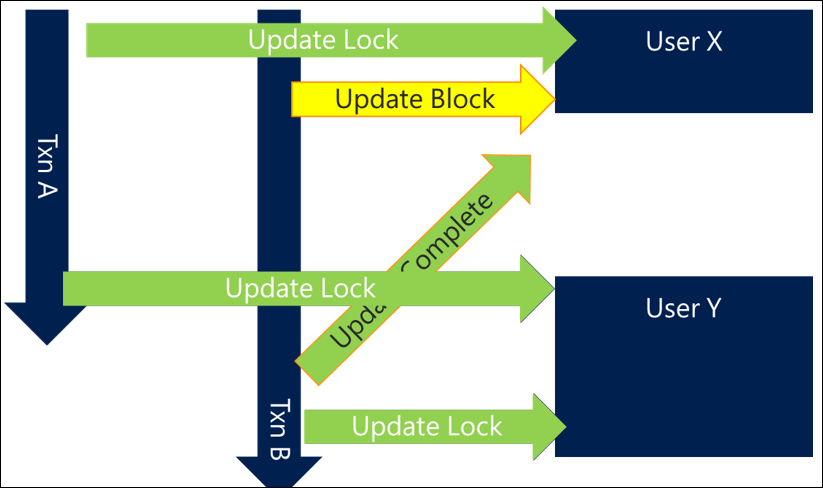 Update Lock
User X
Update Block
Txn A
Update Complete
Update Lock
User Y
Txn B
Update Lock